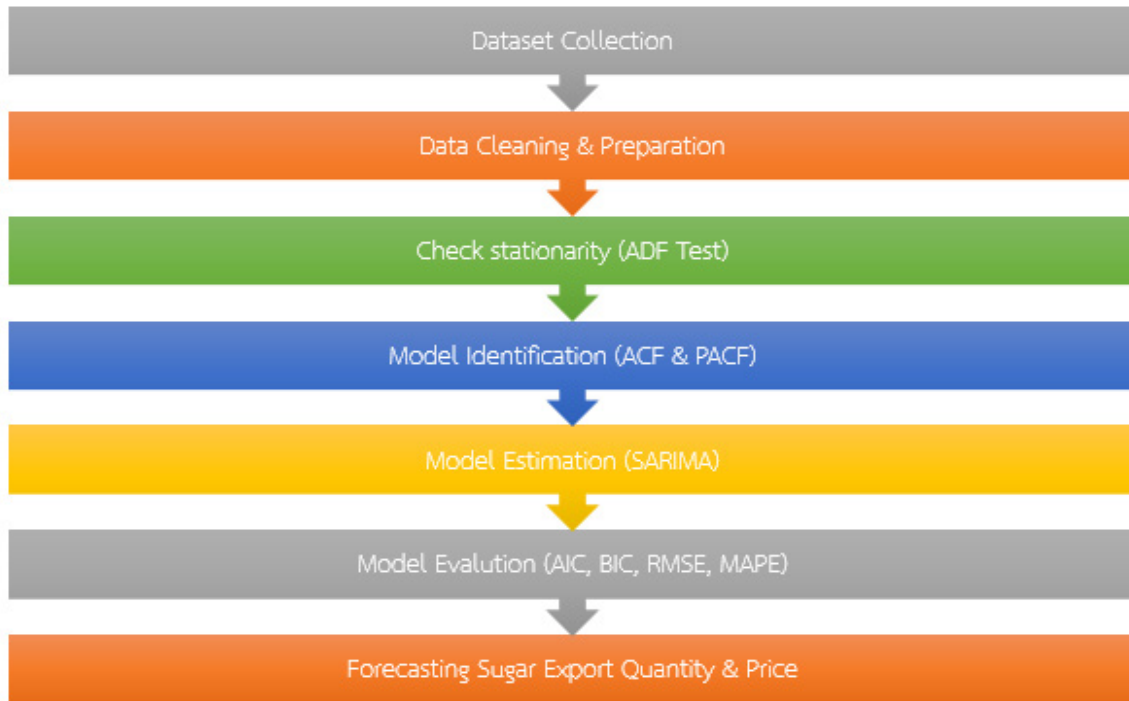 Dataset Collection
Data Cleaning & Preparation
Check stationarity (ADF Test)
Model Identification (ACF & PACF)
Model Estimation (SARIMA)
Model Evalution (AIC, BIC, RMSE, MAPE)
Forecasting Sugar Export Quantity & Price